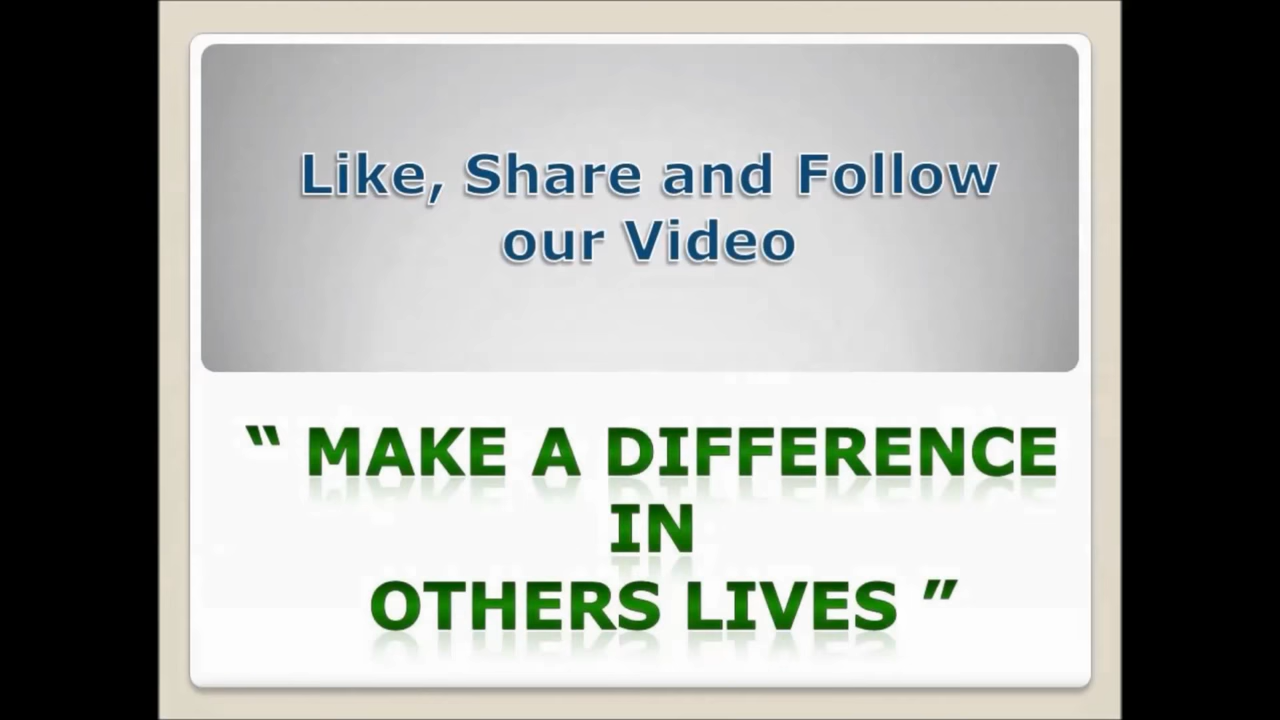 Like, Share and Follow
our Video
“ MAKE A DIFFERENCE
IN
OTHERS LIVES ”